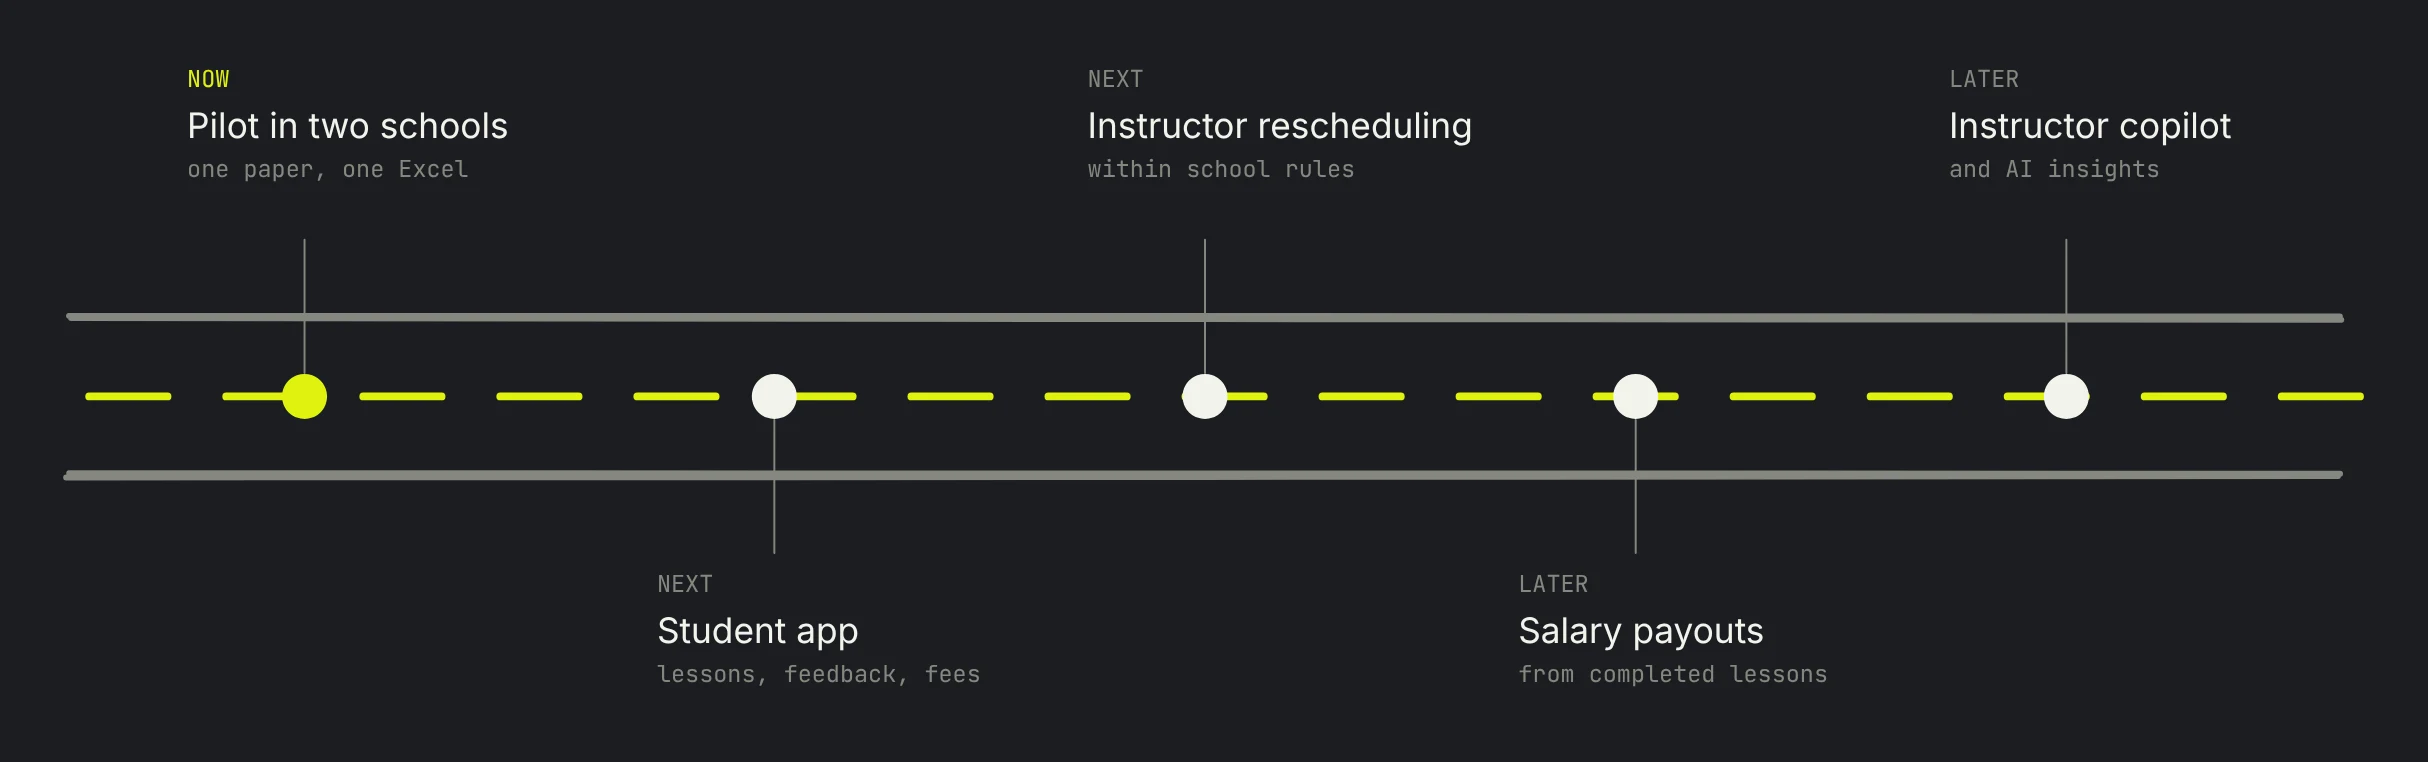 NOW
Pilot in two schools
one paper, one Excel
NEXT
Student app
lessons, feedback, fees
NEXT
Instructor rescheduling
within school rules
LATER
Salary payouts
from completed lessons
LATER
Instructor copilot
and AI insights